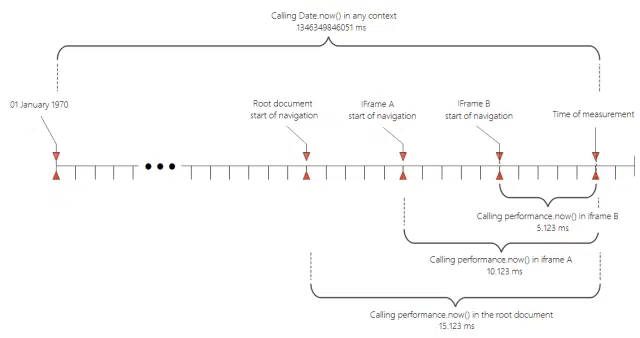 Calling Date.now() in any context
1346349846051 ms
01 January 1970
Root document
start of navigation
IFrame A
start of navigation
IFrame B
start of navigation
Time of measurement
Calling performance.now() in iframe B
5.123 ms
Calling performance.now() in iframe A
10.123 ms
Calling performance.now() in the root document
15.123 ms